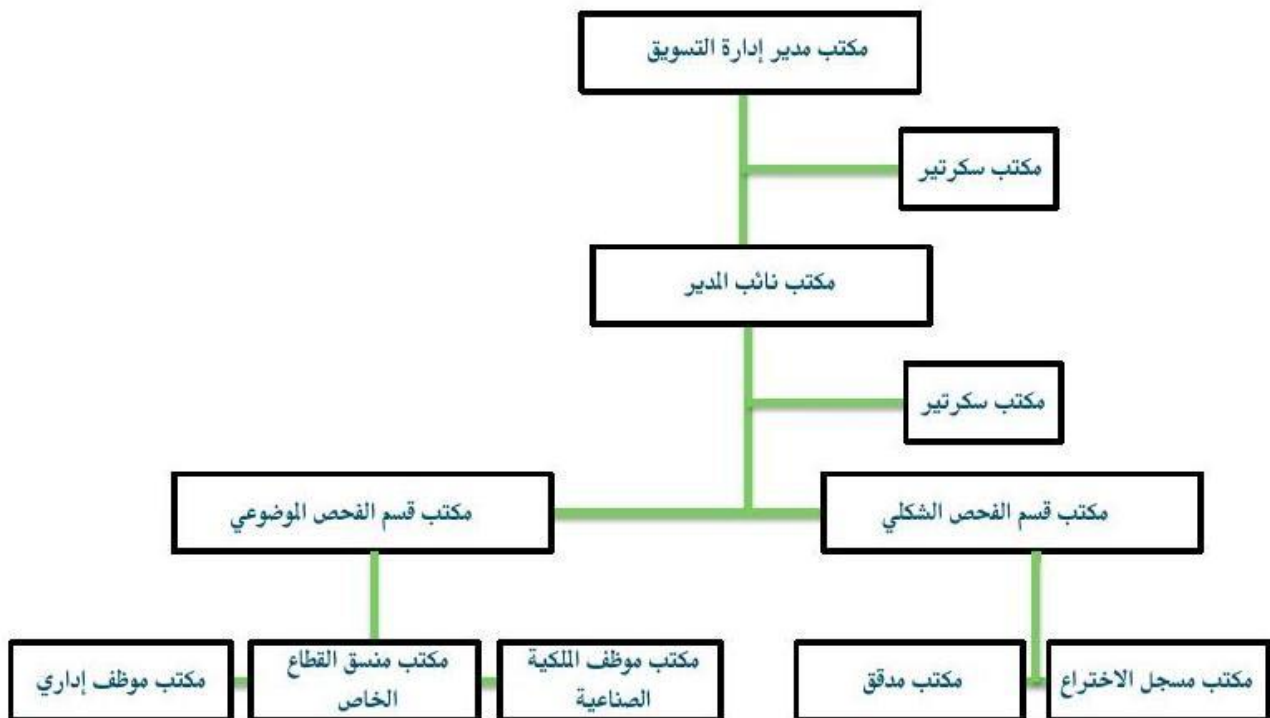 مكتب مدير إدارة التسويق
مكتب سكرتير
مكتب نائب المدير
مكتب سكرتير
مكتب قسم الفحص الشكلي
مكتب قسم الفحص الموضوعي
مكتب مسجل الاختراع
مكتب مدقق
مكتب موظف الملكية
الصناعية
مكتب منسق القطاع
الخاص
مكتب موظف إداري